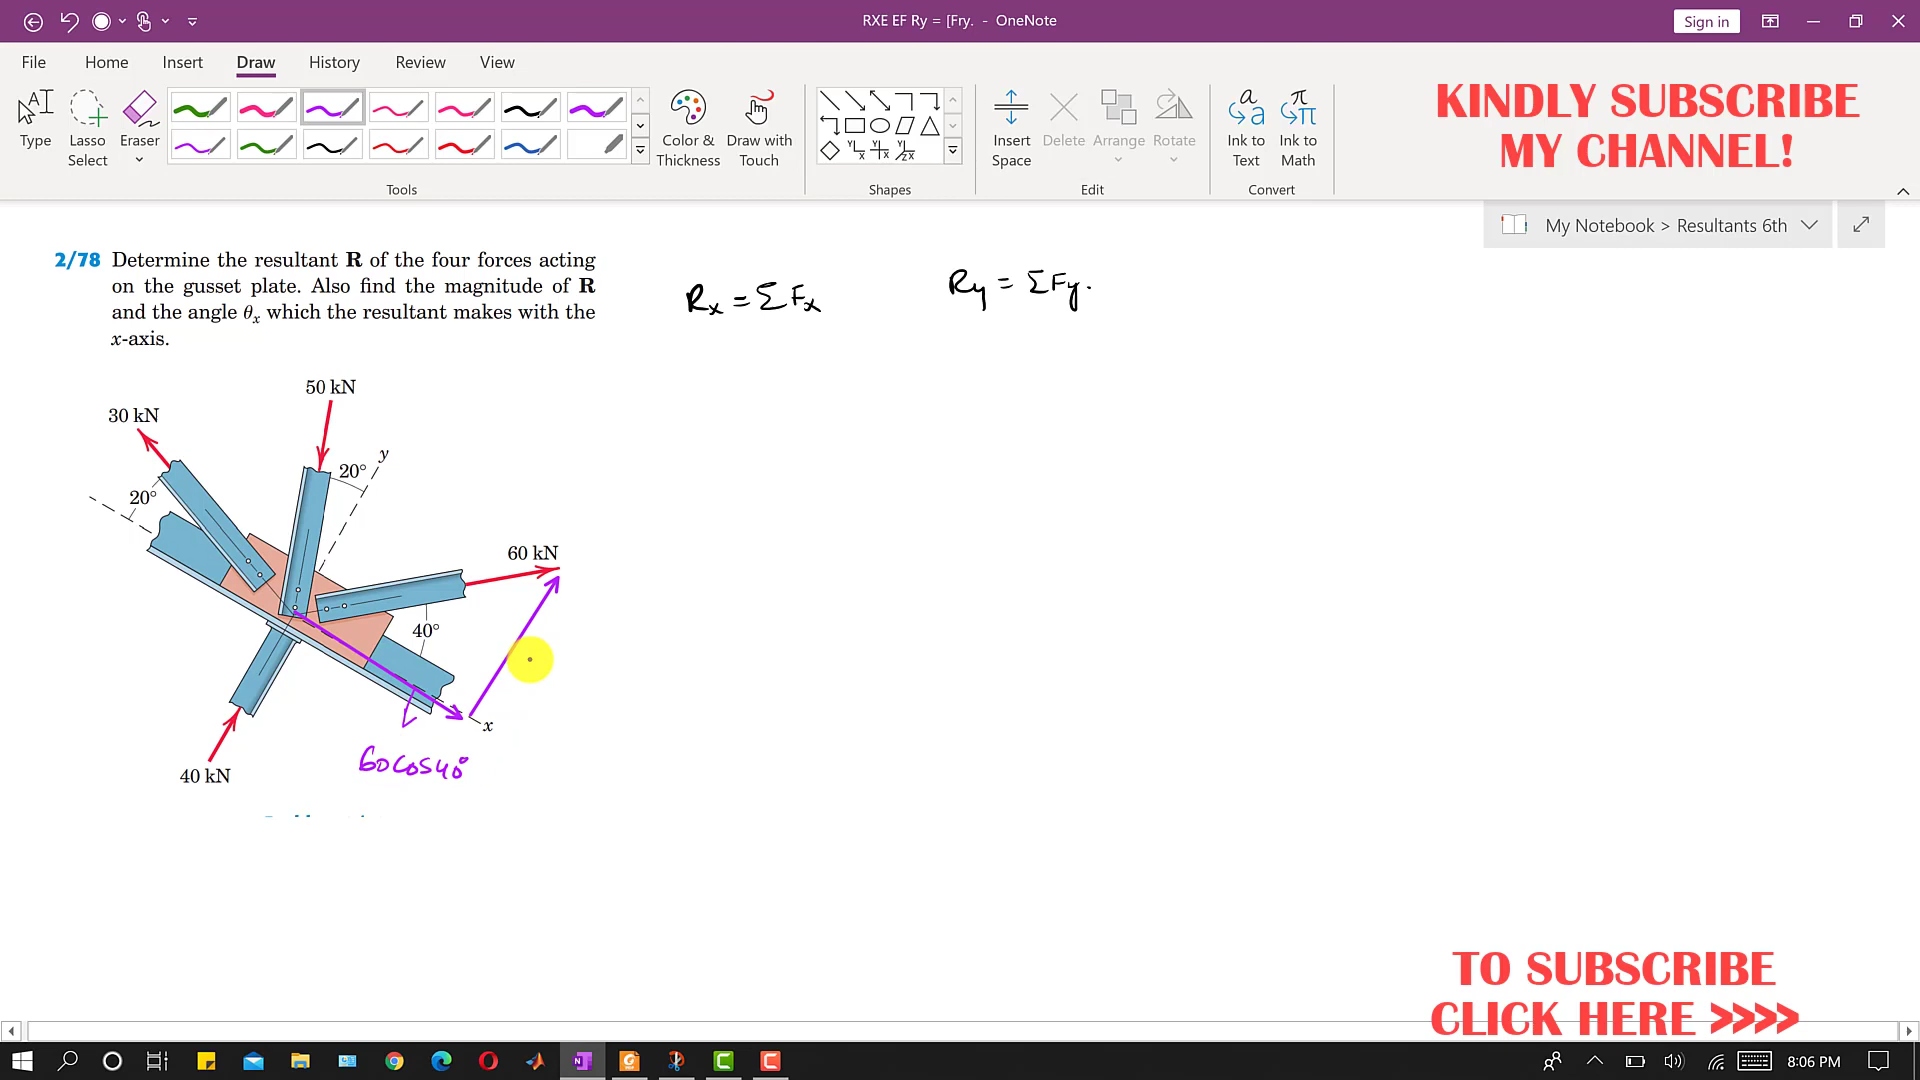 RXE EF Ry = [Fry. - OneNote
Sign in
File Home Insert Draw History Review View
KINDLY SUBSCRIBE
MY CHANNEL!
Type
Lasso
Select
Eraser
Color &
Thickness
Draw with
Touch
Insert
Space
Delete
Arrange
Rotate
Ink to
Text
Ink to
Math
Tools
Shapes
Edit
Convert
My Notebook > Resultants 6th
2/78 Determine the resultant R of the four forces acting
on the gusset plate. Also find the magnitude of R
and the angle θx which the resultant makes with the
x-axis.
Rx = ΣFx
Ry = ΣFy.
50 kN
30 kN
y
20°
20°
60 kN
40°
x
60cos40°
40 kN
TO SUBSCRIBE
CLICK HERE >>>>
8:06 PM